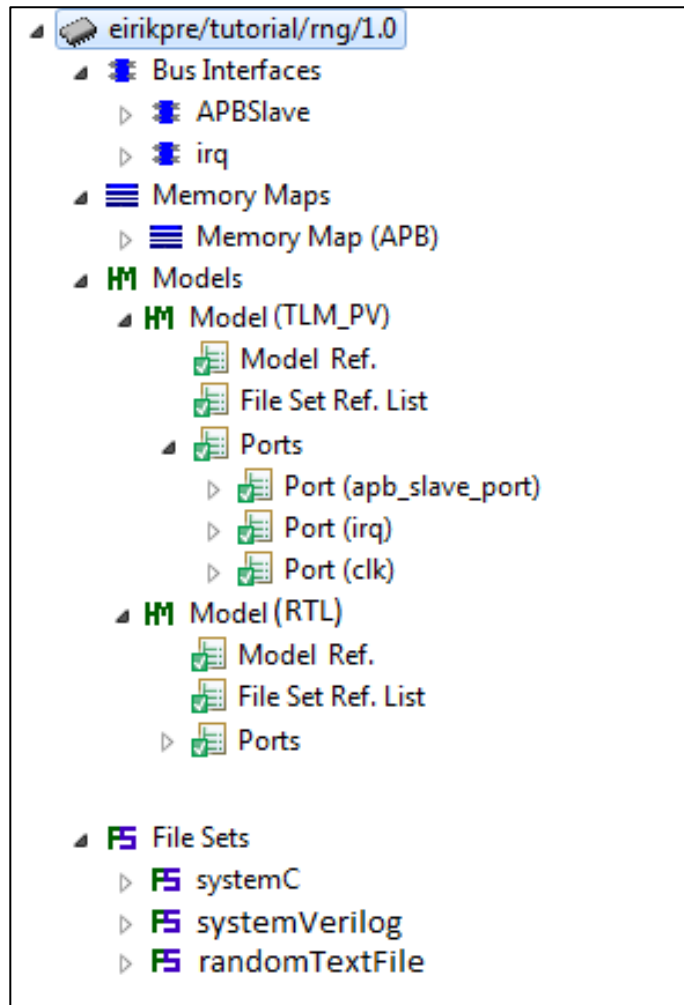 eirikpre/tutorial/rng/1.0
Bus Interfaces
APBSlave
irq
Memory Maps
Memory Map (APB)
Models
Model (TLM_PV)
Model Ref.
File Set Ref. List
Ports
Port (apb_slave_port)
Port (irq)
Port (clk)
Model (RTL)
Model Ref.
File Set Ref. List
Ports
File Sets
systemC
systemVerilog
randomTextFile